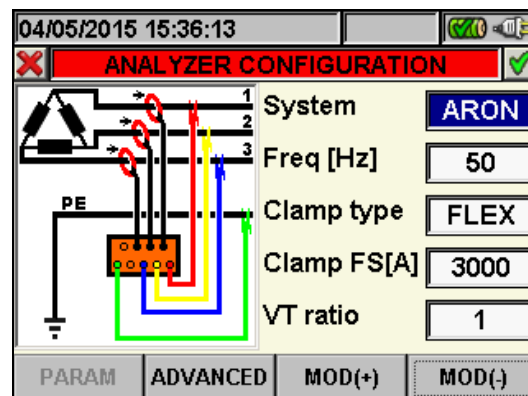 04/05/2015 15:36:13
ANALYZER CONFIGURATION
1
2
3
PE
System ARON
Freq [Hz] 50
Clamp type FLEX
Clamp FS[A] 3000
VT ratio 1
PARAM ADVANCED MOD(+) MOD(-)